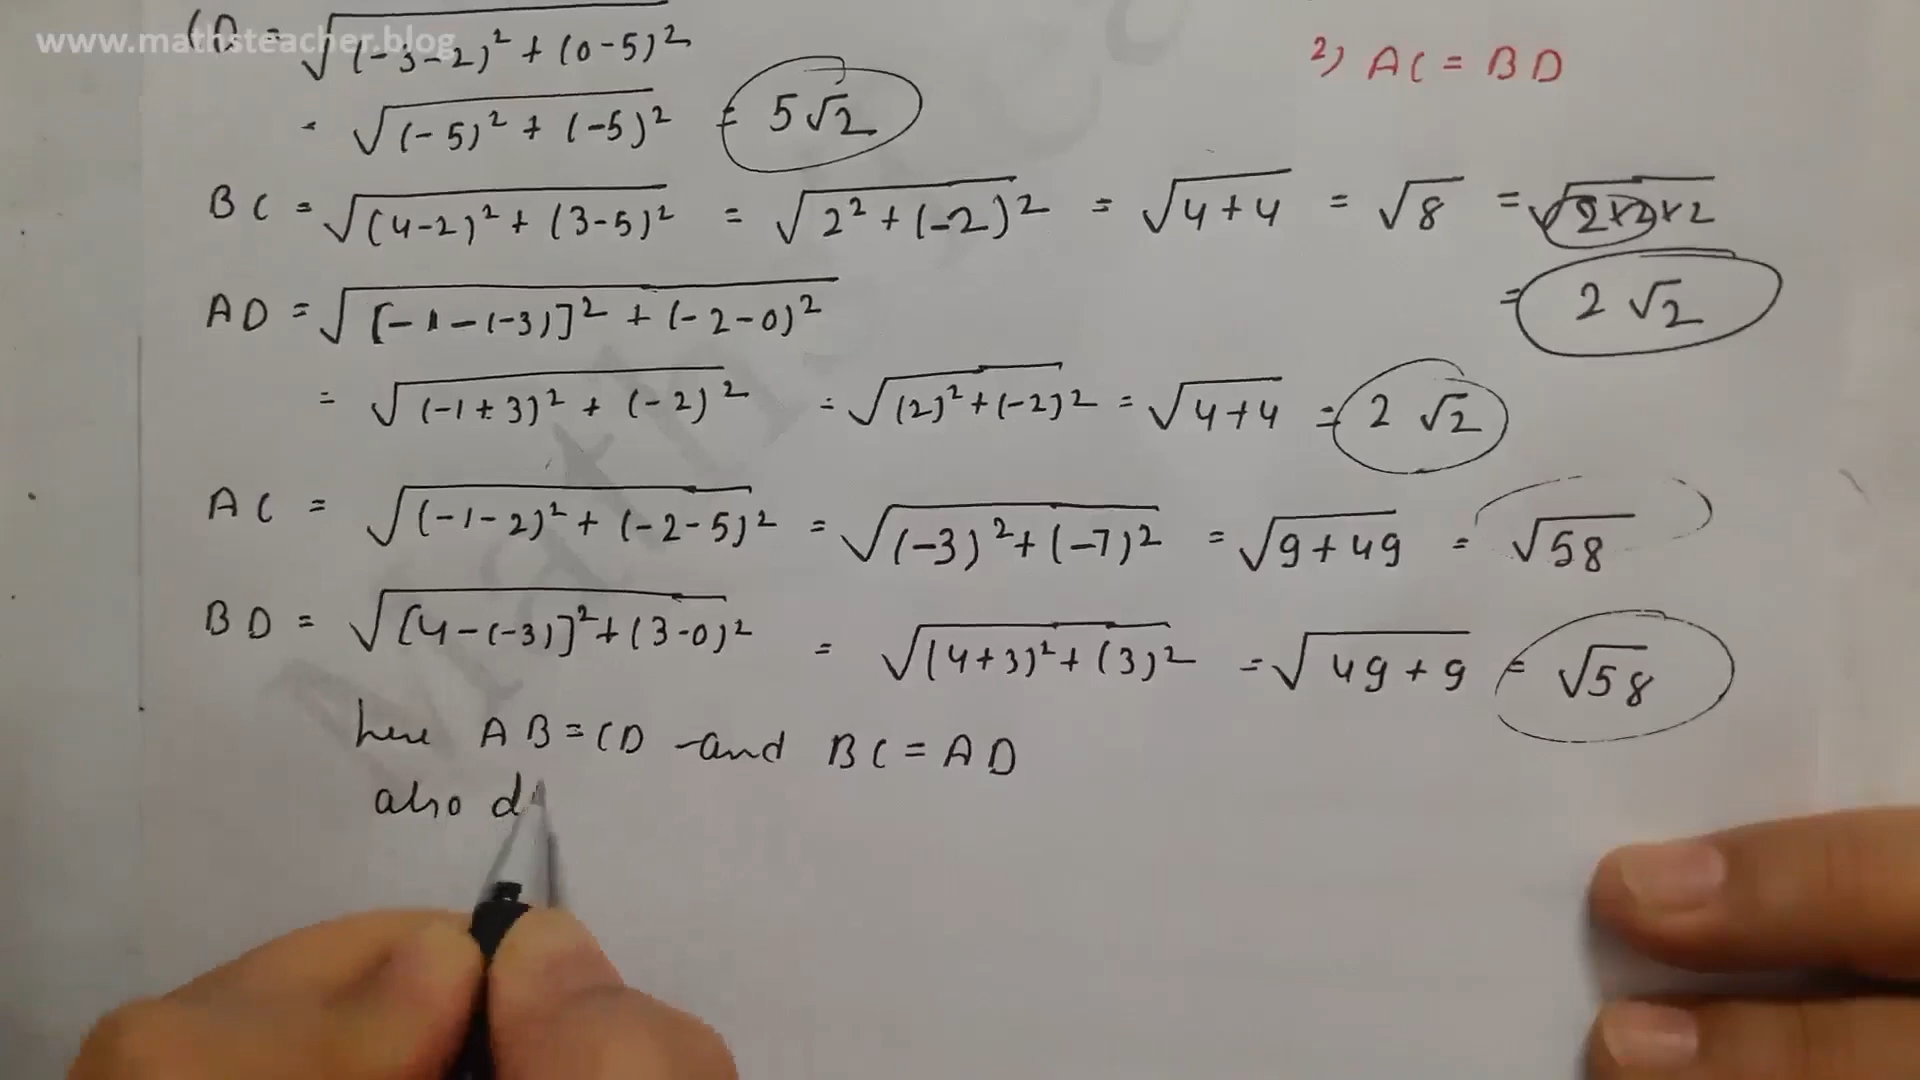 www.mathsteacher.blog
CD = √(-3-2)² + (0-5)²
2) AC = BD
= √(-5)² + (-5)² = 5√2
BC = √(4-2)² + (3-5)² = √2² + (-2)² = √4+4 = √8 = √2×2×2
= 2√2
AD = √[-1-(-3)]² + (-2-0)²
= √(-1+3)² + (-2)² = √(2)² + (-2)² = √4+4 = 2√2
AC = √(-1-2)² + (-2-5)² = √(-3)² + (-7)² = √9+49 = √58
BD = √[4-(-3)]² + (3-0)² = √(4+3)² + (3)² = √49+9 = √58
here AB = CD and BC = AD
also d